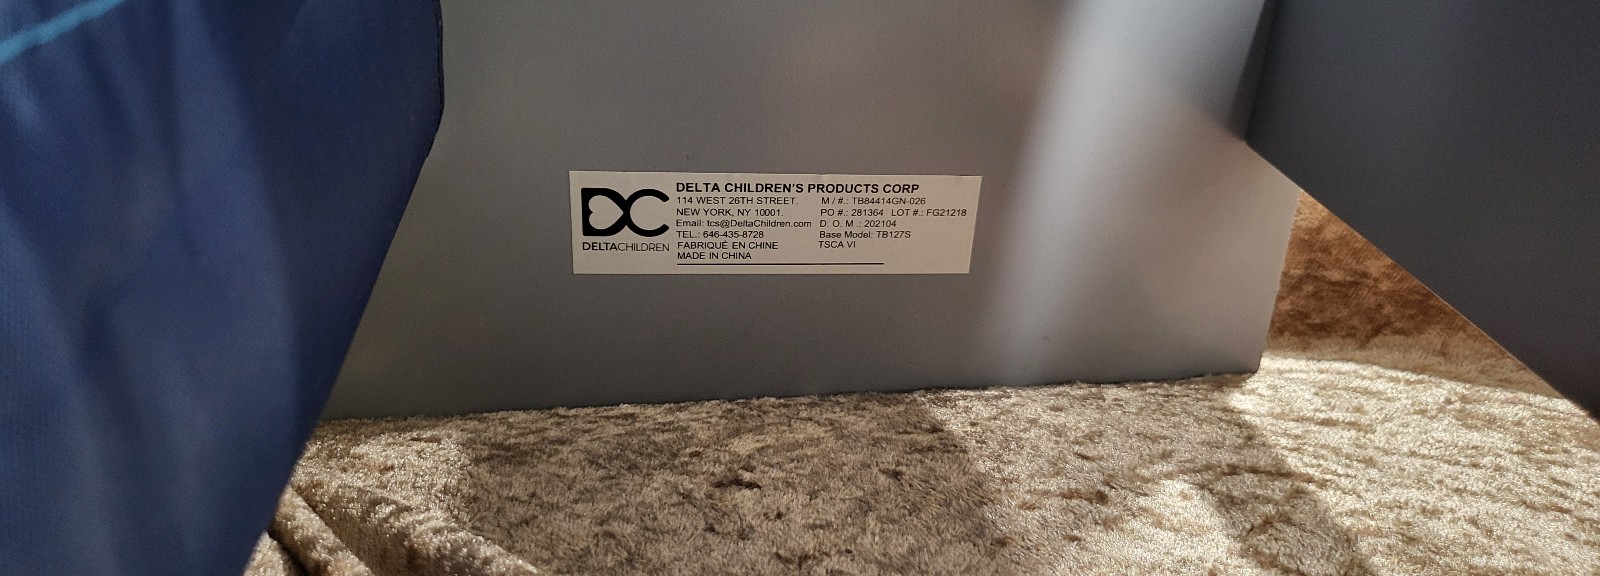 DC
DELTACHILDREN
DELTA CHILDREN'S PRODUCTS CORP
114 WEST 26TH STREET.
NEW YORK, NY 10001.
Email: tcs@DeltaChildren.com
TEL.: 646-435-8728
FABRIQUÉ EN CHINE
MADE IN CHINA
M / #.: TB84414GN-026
PO #.: 281364 LOT #.: FG21218
D. O. M .: 202104
Base Model: TB127S
TSCA VI